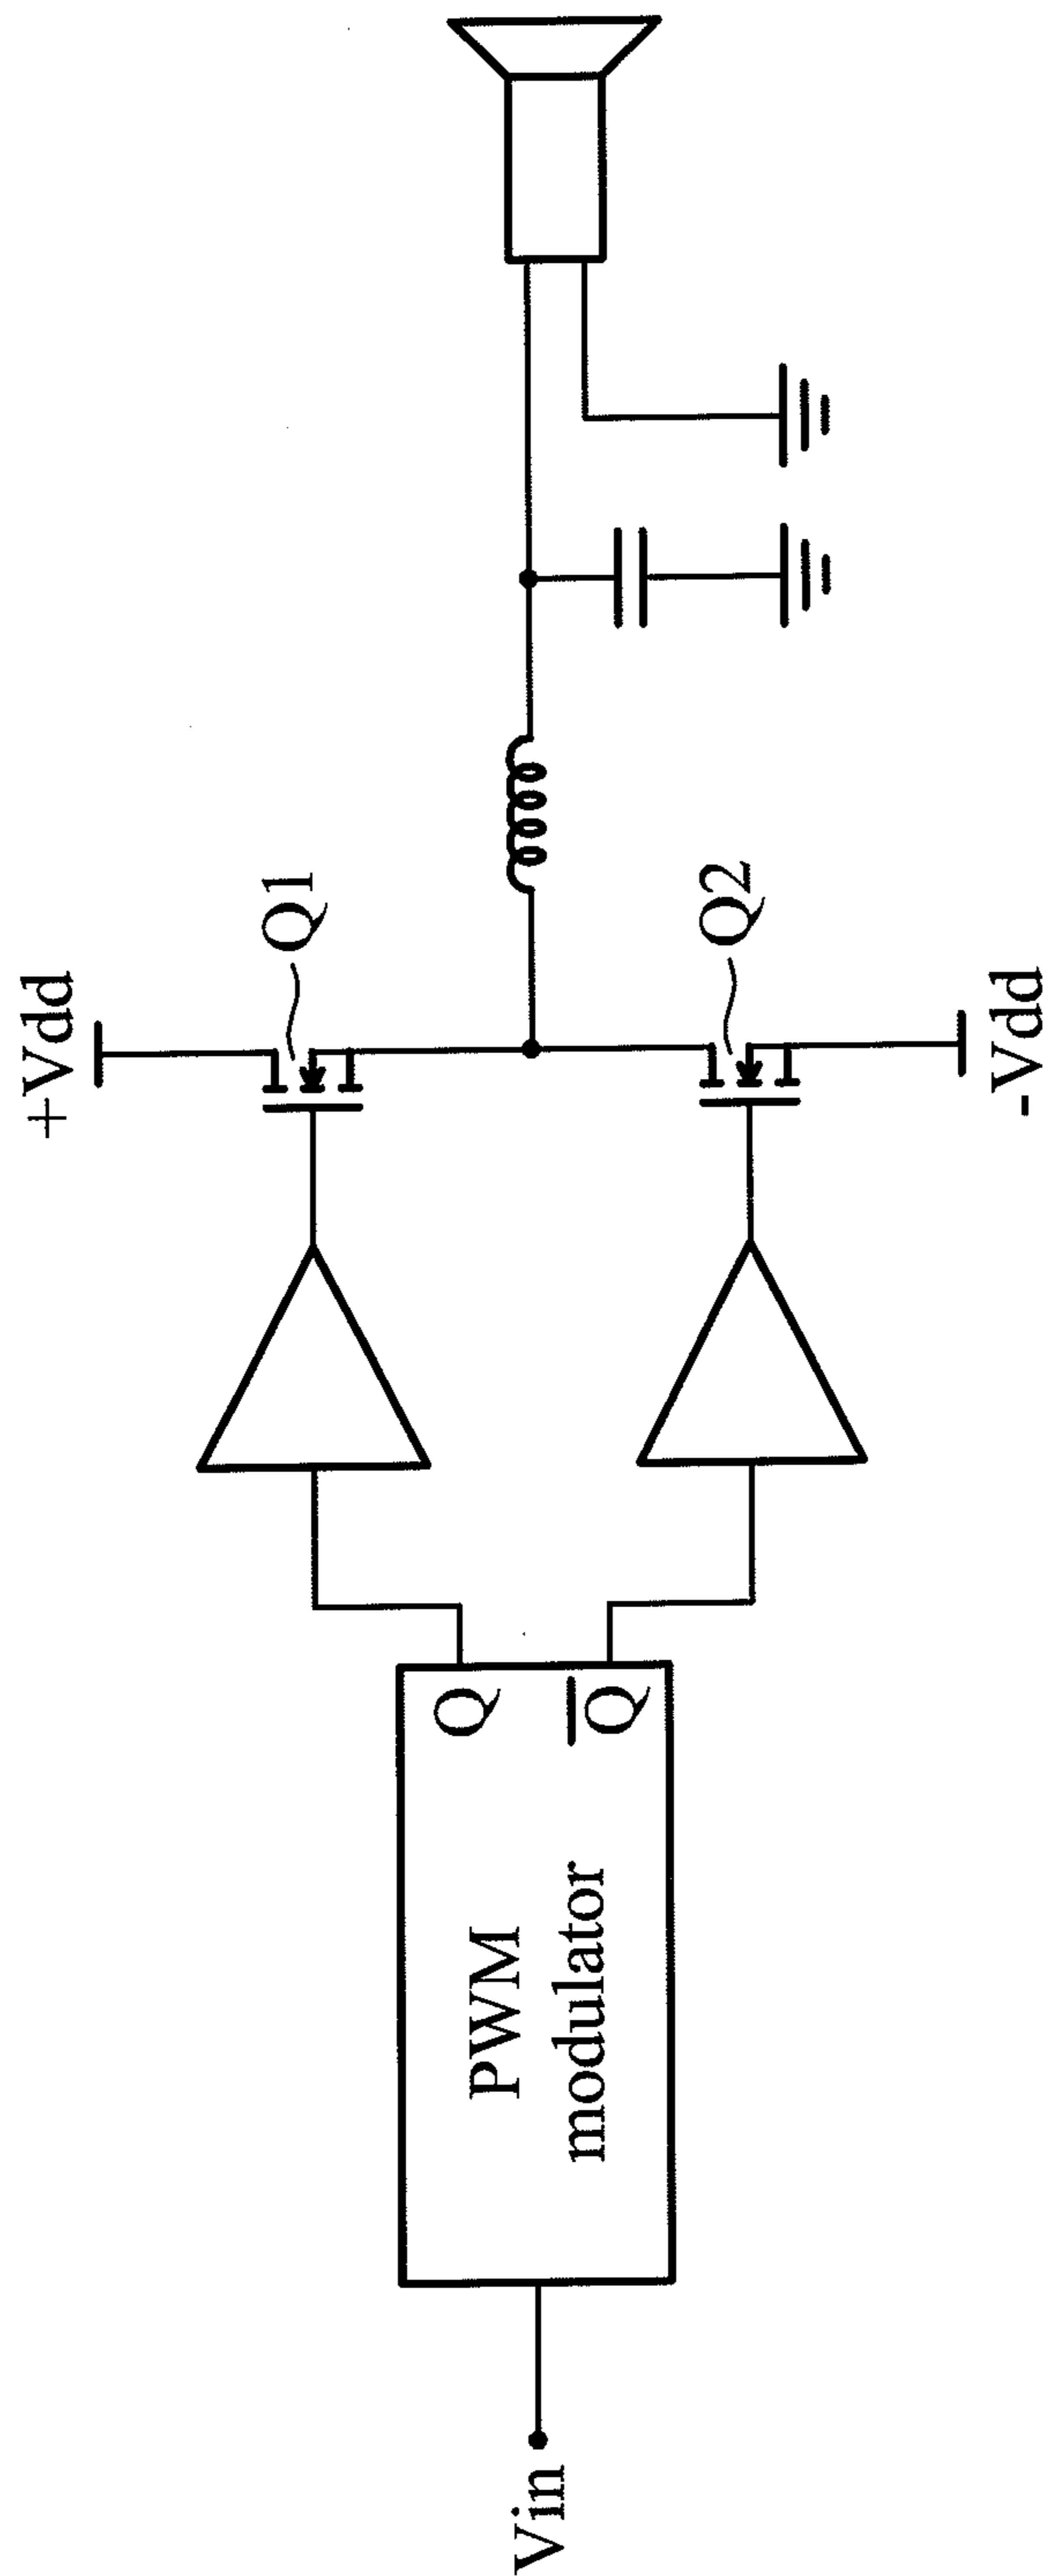 Vin
PWM
modulator
Q
Q̅
+Vdd
Q1
Q2
-Vdd